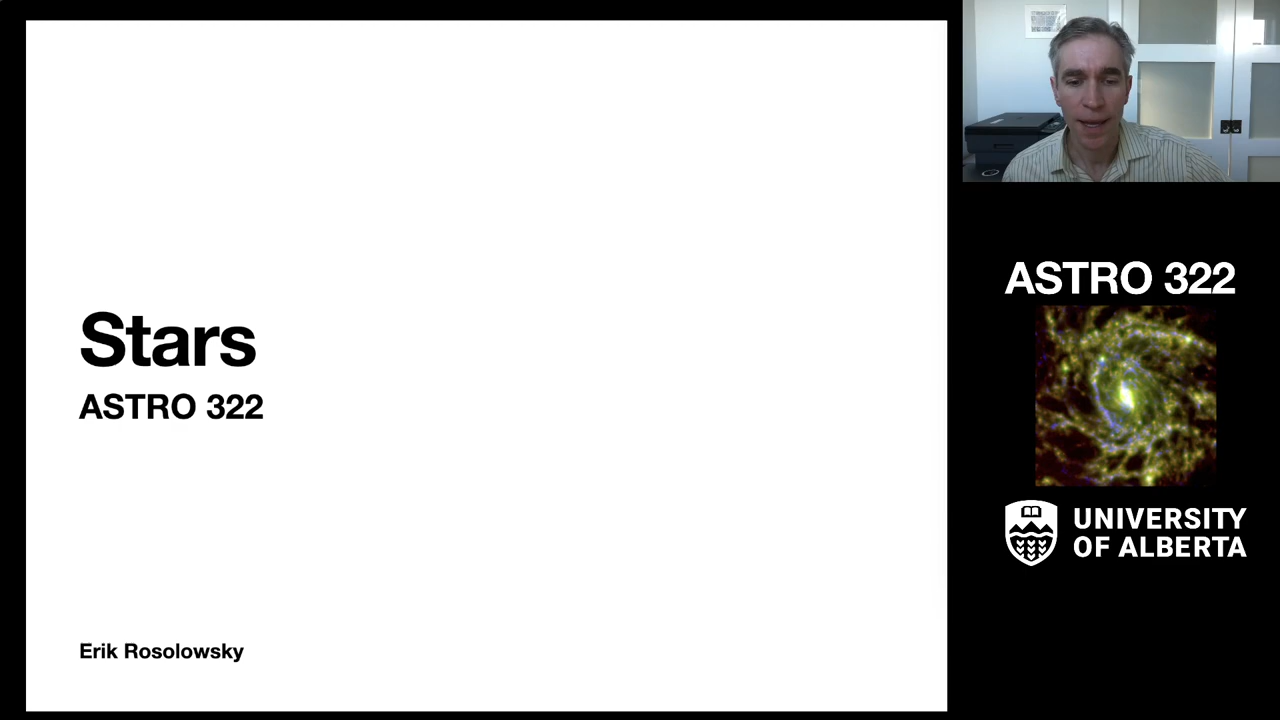 Stars
ASTRO 322
Erik Rosolowsky
ASTRO 322
UNIVERSITY
OF ALBERTA